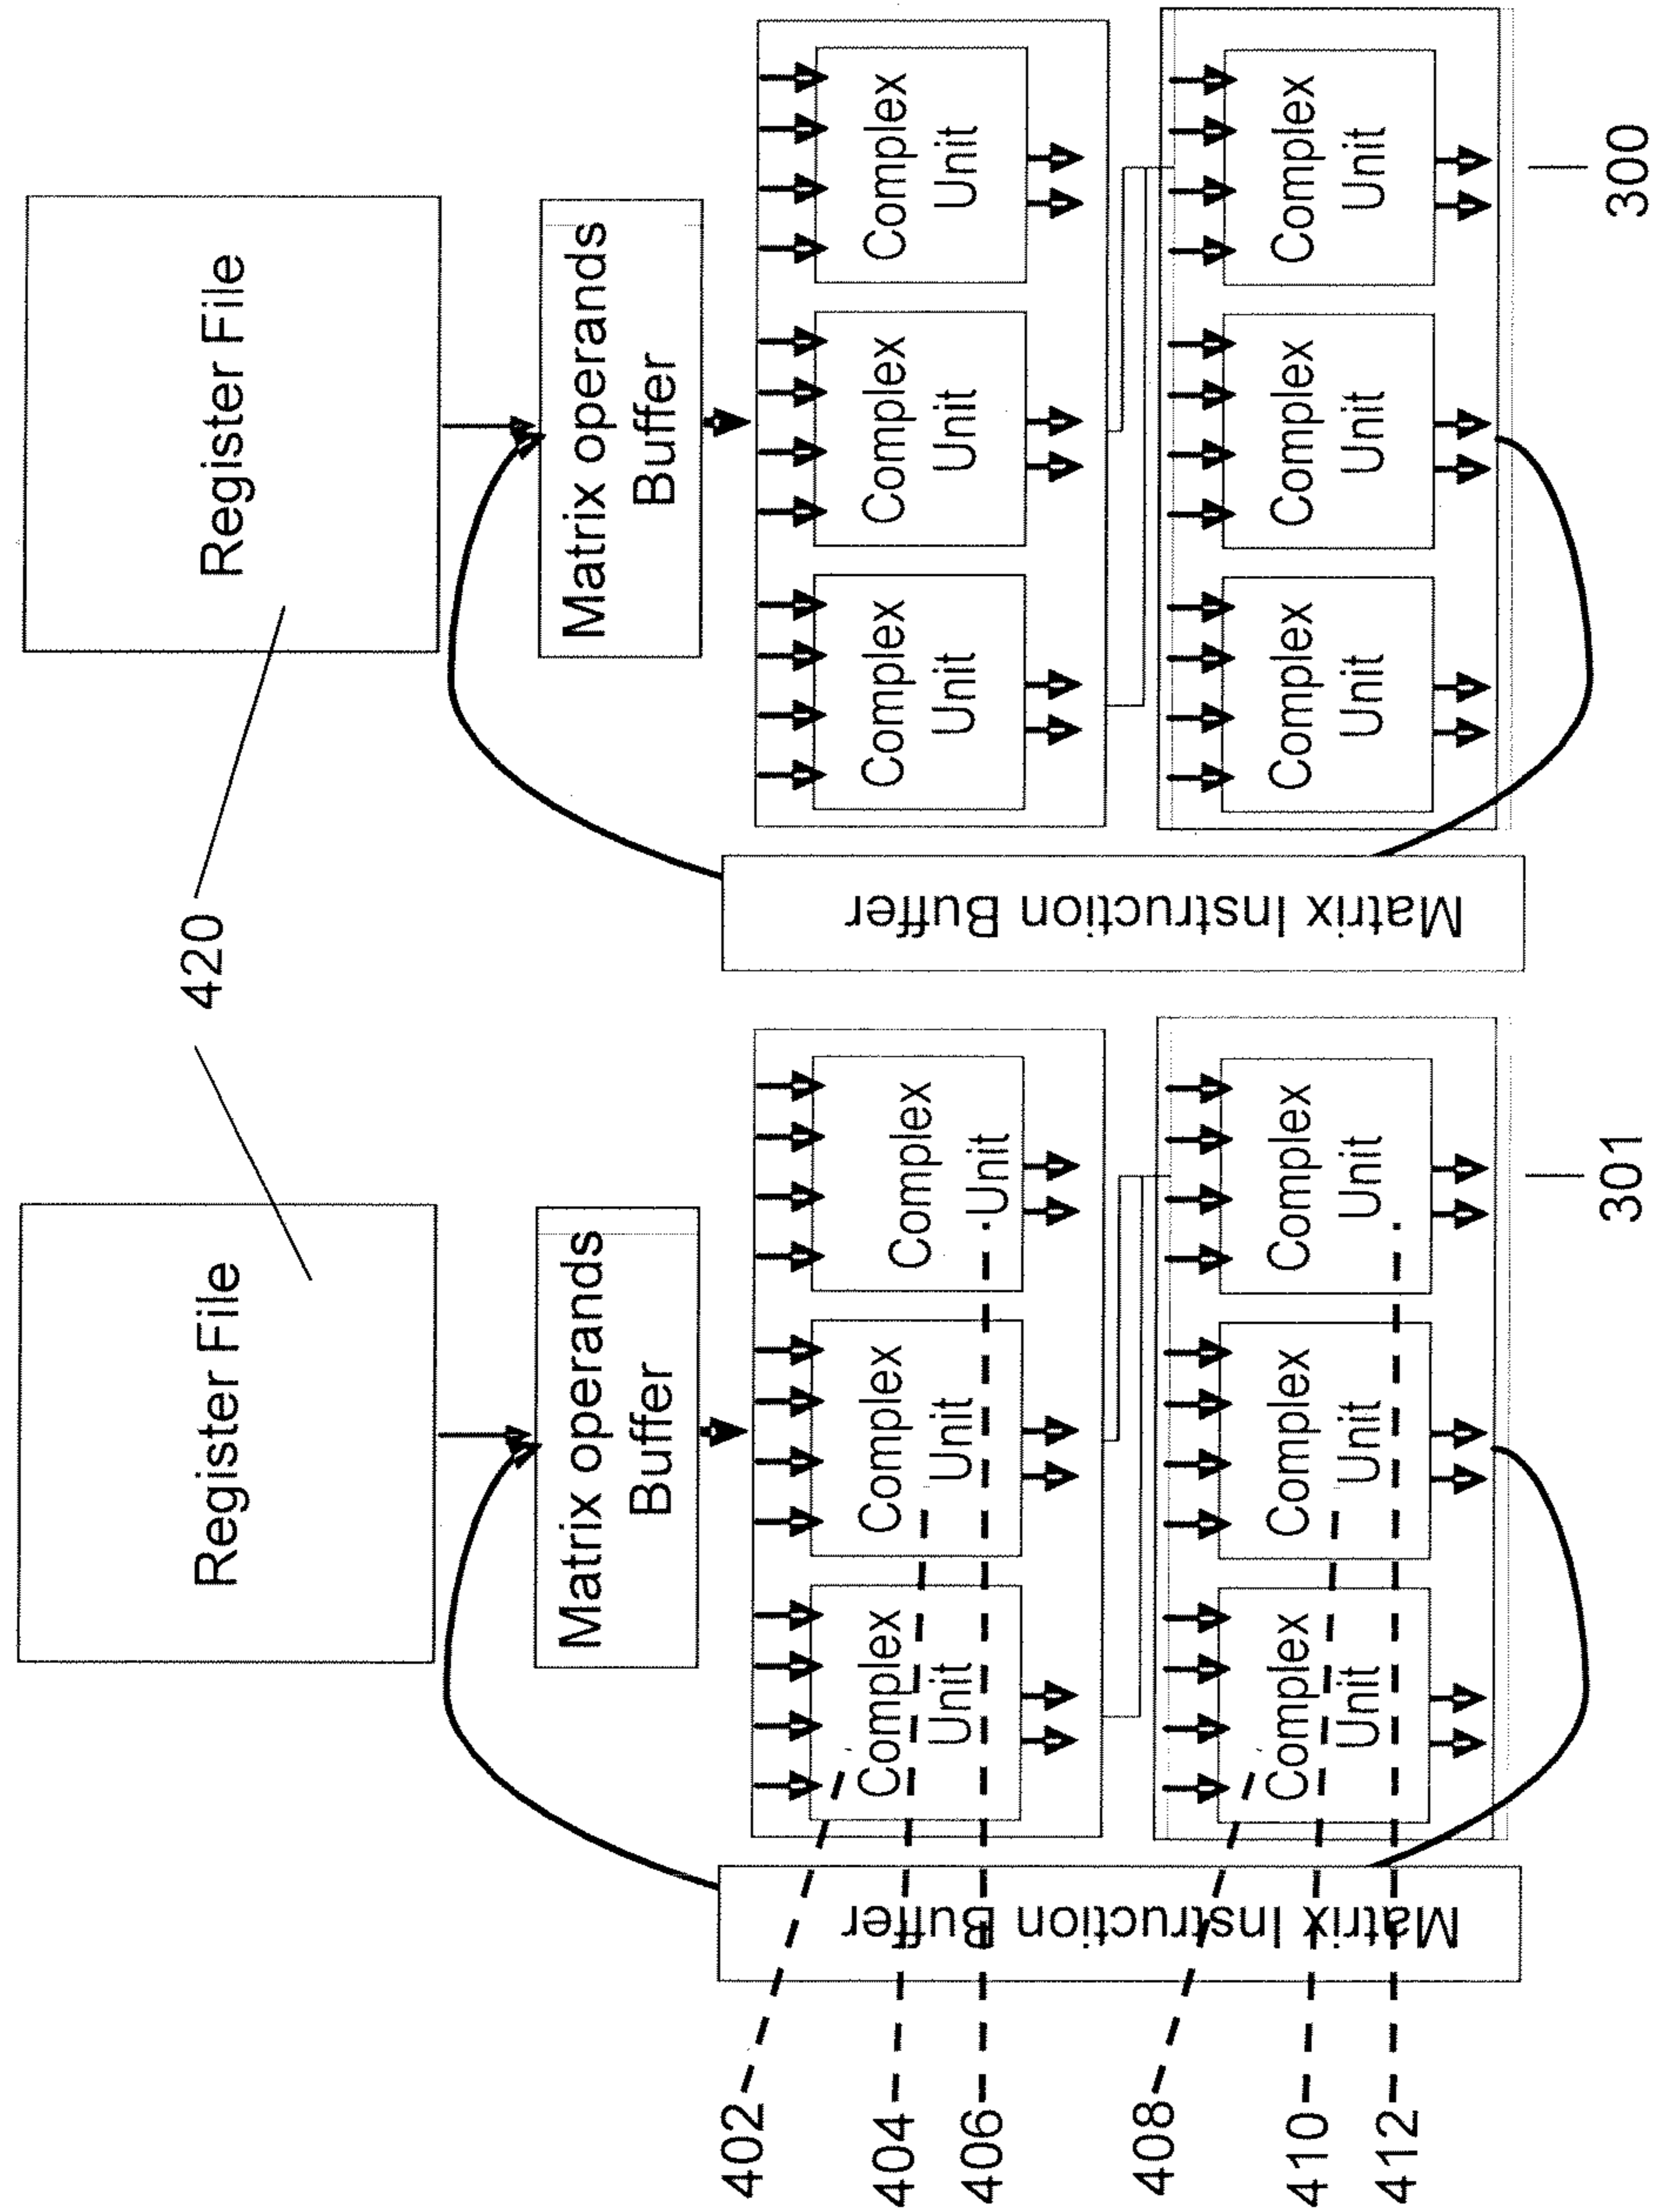 Register File
420
Register File
Matrix operands
Buffer
Matrix operands
Buffer
402
404
406
Complex
Unit
Complex
Unit
Complex
Unit
Complex
Unit
Complex
Unit
Complex
Unit
Matrix Instruction Buffer
Matrix Instruction Buffer
408
410
412
Complex
Unit
Complex
Unit
Complex
Unit
Complex
Unit
Complex
Unit
Complex
Unit
301
300